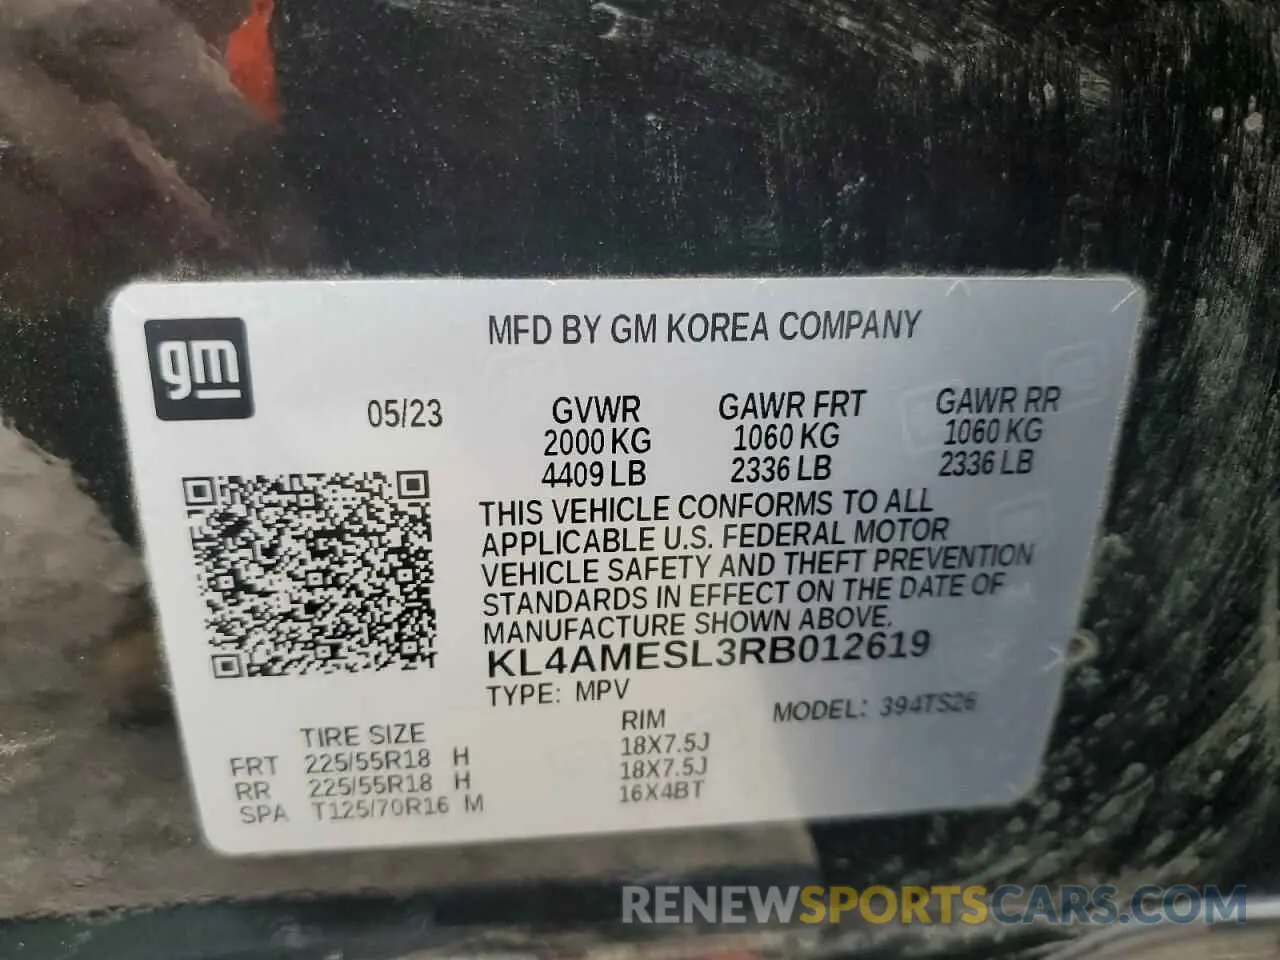 MFD BY GM KOREA COMPANY
gm
05/23
GVWR GAWR FRT GAWR RR
2000 KG 1060 KG 1060 KG
4409 LB 2336 LB 2336 LB
THIS VEHICLE CONFORMS TO ALL
APPLICABLE U.S. FEDERAL MOTOR
VEHICLE SAFETY AND THEFT PREVENTION
STANDARDS IN EFFECT ON THE DATE OF
MANUFACTURE SHOWN ABOVE.
KL4AMESL3RB012619
TYPE: MPV MODEL: 394TS26
TIRE SIZE RIM
FRT 225/55R18 H 18X7.5J
RR 225/55R18 H 18X7.5J
SPA T125/70R16 M 16X4BT
RENEWSPORTSCARS.COM